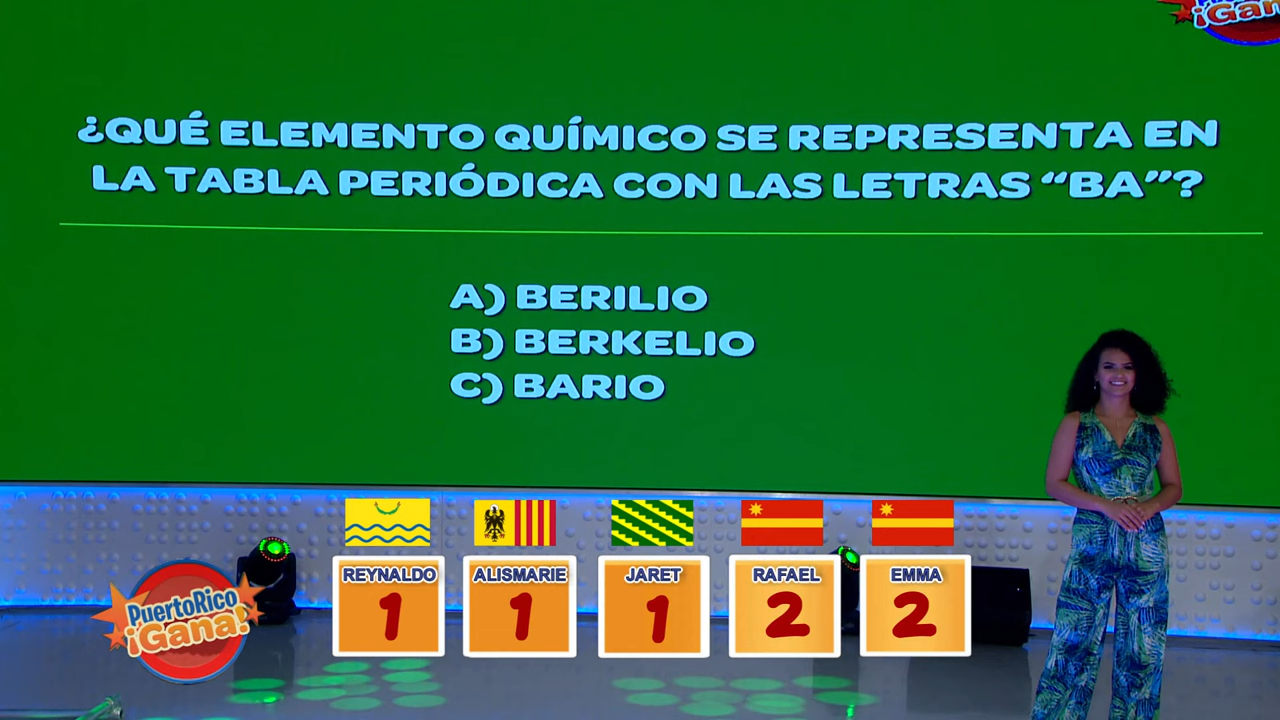 ¡Gan
¿QUÉ ELEMENTO QUÍMICO SE REPRESENTA EN
LA TABLA PERIÓDICA CON LAS LETRAS “BA”?
A) BERILIO
B) BERKELIO
C) BARIO
REYNALDO
1
ALISMARIE
1
JARET
1
RAFAEL
2
EMMA
2
PuertoRico
¡Gana!